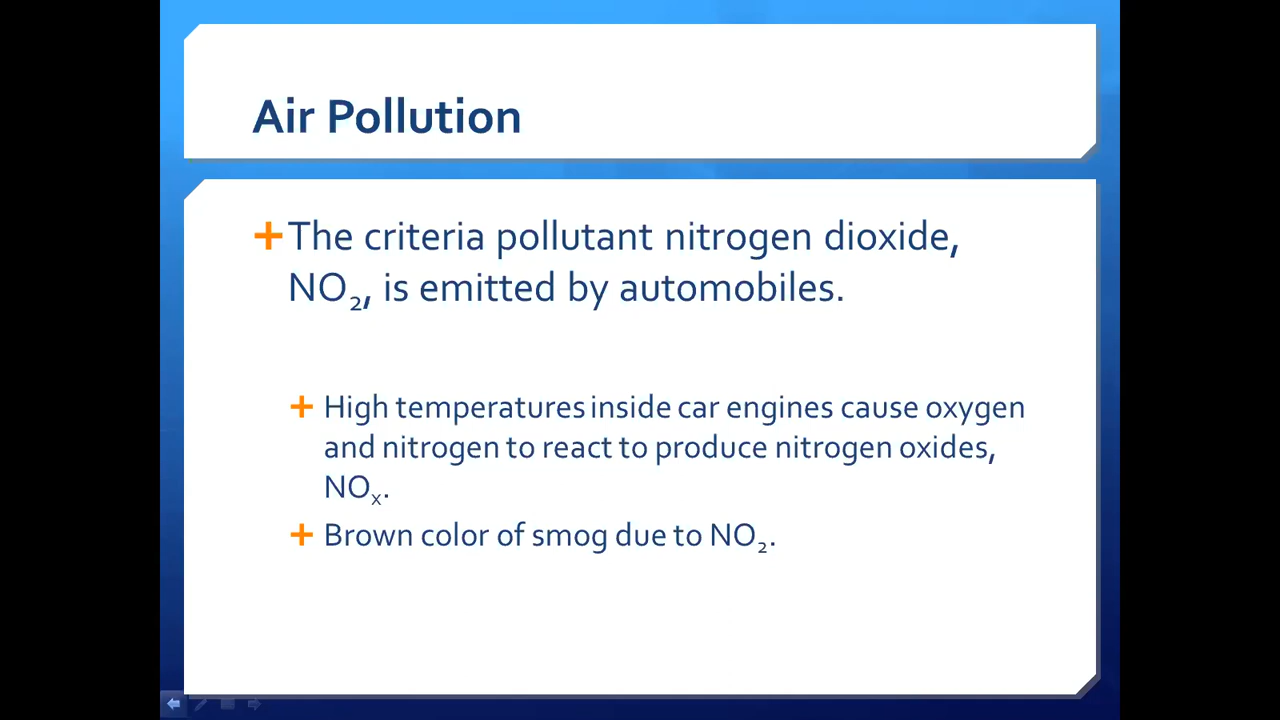 Air Pollution
The criteria pollutant nitrogen dioxide,
NO₂, is emitted by automobiles.
High temperatures inside car engines cause oxygen
and nitrogen to react to produce nitrogen oxides,
NOₓ.
Brown color of smog due to NO₂.